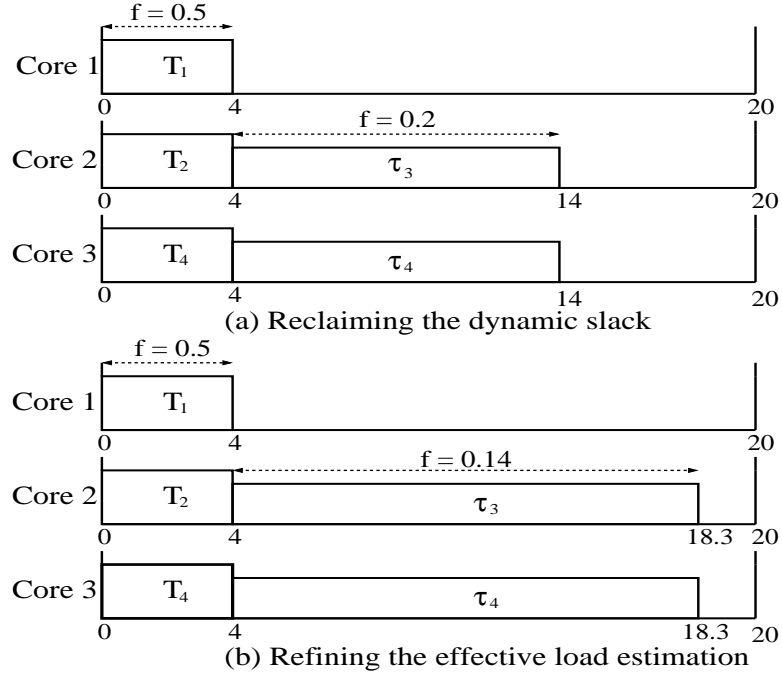 f = 0.5
Core 1 T₁
0 4 20
f = 0.2
Core 2 T₂ τ₃
0 4 14 20
Core 3 T₄ τ₄
0 4 14 20
(a) Reclaiming the dynamic slack
f = 0.5
Core 1 T₁
0 4 20
f = 0.14
Core 2 T₂ τ₃
0 4 18.3 20
Core 3 T₄ τ₄
0 4 18.3 20
(b) Refining the effective load estimation